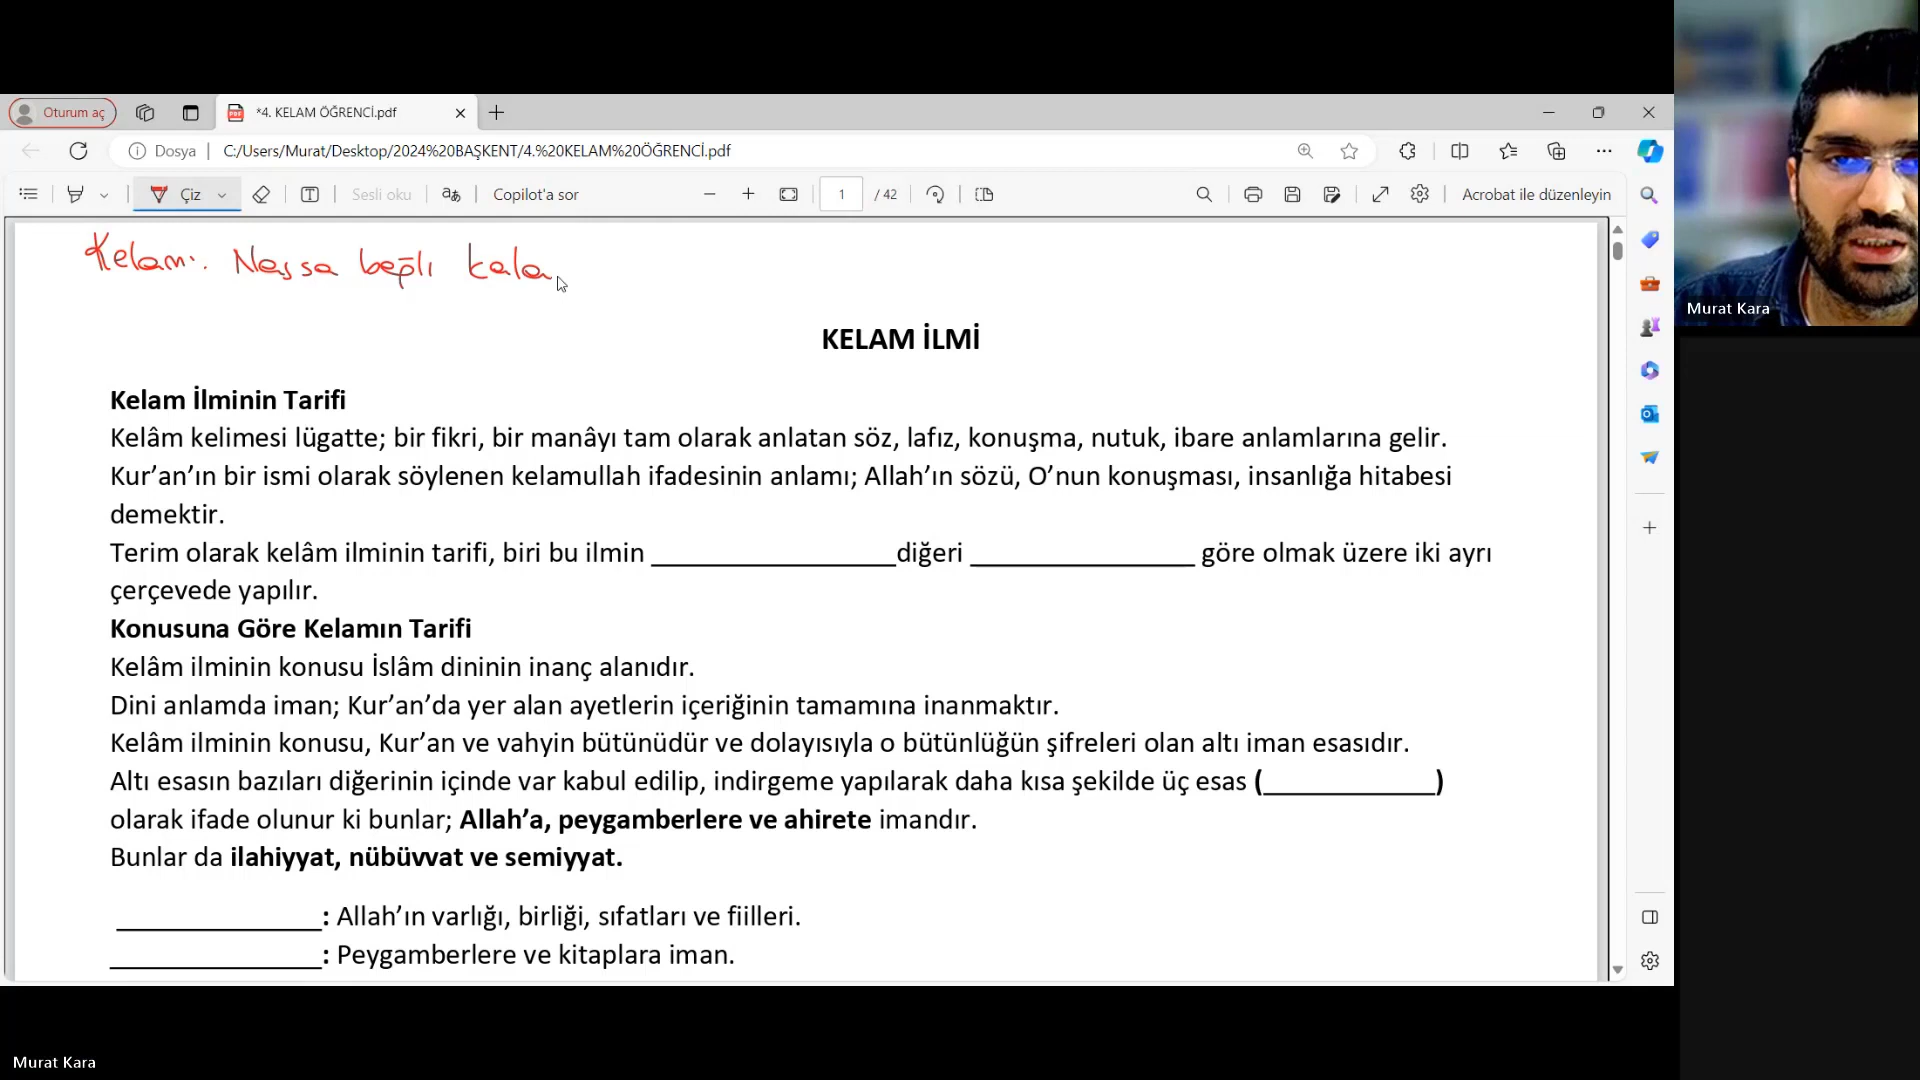 Oturum aç
*4. KELAM ÖĞRENCİ.pdf
Dosya
C:/Users/Murat/Desktop/2024%20BAŞKENT/4.%20KELAM%20ÖĞRENCİ.pdf
Çiz
Sesli oku
aあ
Copilot'a sor
1
/ 42
Acrobat ile düzenleyin
Kelam: Nassa bağlı kala
KELAM İLMİ
Kelam İlminin Tarifi
Kelâm kelimesi lügatte; bir fikri, bir manâyı tam olarak anlatan söz, lafız, konuşma, nutuk, ibare anlamlarına gelir.
Kur’an’ın bir ismi olarak söylenen kelamullah ifadesinin anlamı; Allah’ın sözü, O’nun konuşması, insanlığa hitabesi
demektir.
Terim olarak kelâm ilminin tarifi, biri bu ilmin _________________diğeri ________________ göre olmak üzere iki ayrı
çerçevede yapılır.
Konusuna Göre Kelamın Tarifi
Kelâm ilminin konusu İslâm dininin inanç alanıdır.
Dini anlamda iman; Kur’an’da yer alan ayetlerin içeriğinin tamamına inanmaktır.
Kelâm ilminin konusu, Kur’an ve vahyin bütünüdür ve dolayısıyla o bütünlüğün şifreleri olan altı iman esasıdır.
Altı esasın bazıları diğerinin içinde var kabul edilip, indirgeme yapılarak daha kısa şekilde üç esas (____________)
olarak ifade olunur ki bunlar; Allah’a, peygamberlere ve ahirete imandır.
Bunlar da ilahiyyat, nübüvvat ve semiyyat.
______________: Allah’ın varlığı, birliği, sıfatları ve fiilleri.
_______________: Peygamberlere ve kitaplara iman.
Murat Kara
Murat Kara